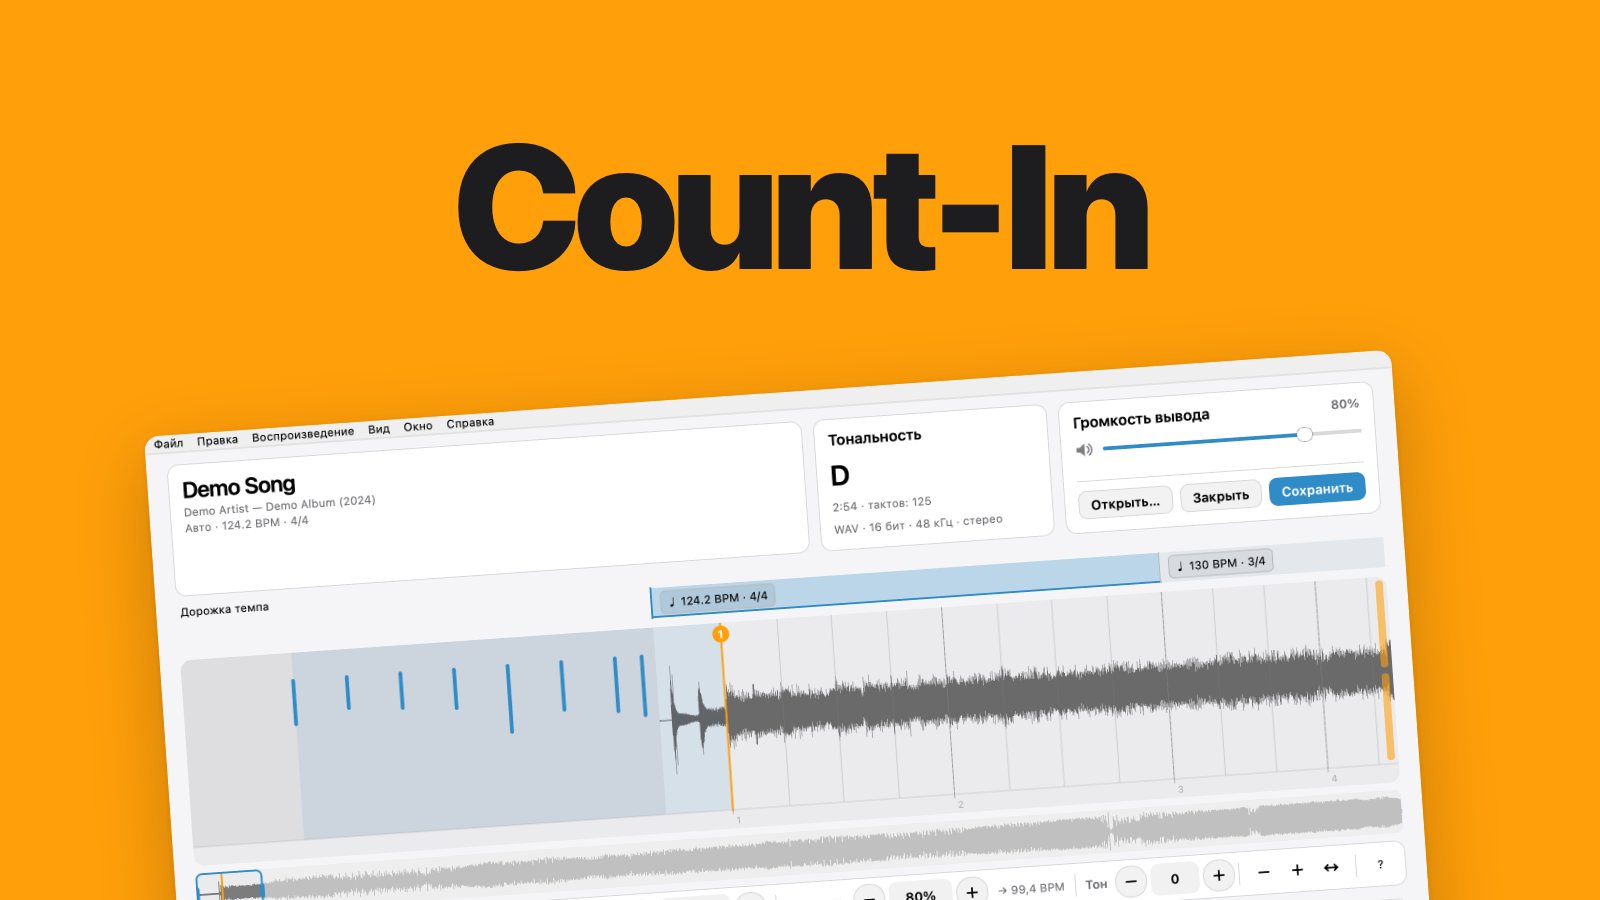 Count-In
Файл Правка Воспроизведение Вид Окно Справка
Demo Song
Demo Artist — Demo Album (2024)
Авто · 124.2 BPM · 4/4
Тональность
D
2:54 · тактов: 125
WAV · 16 бит · 48 кГц · стерео
Громкость вывода 80%
Открыть... Закрыть Сохранить
Дорожка темпа
♩ 124.2 BPM · 4/4 ♩ 130 BPM · 3/4
1
1 2 3 4
− 80% + → 99,4 BPM Тон − 0 + − + ↔ ?